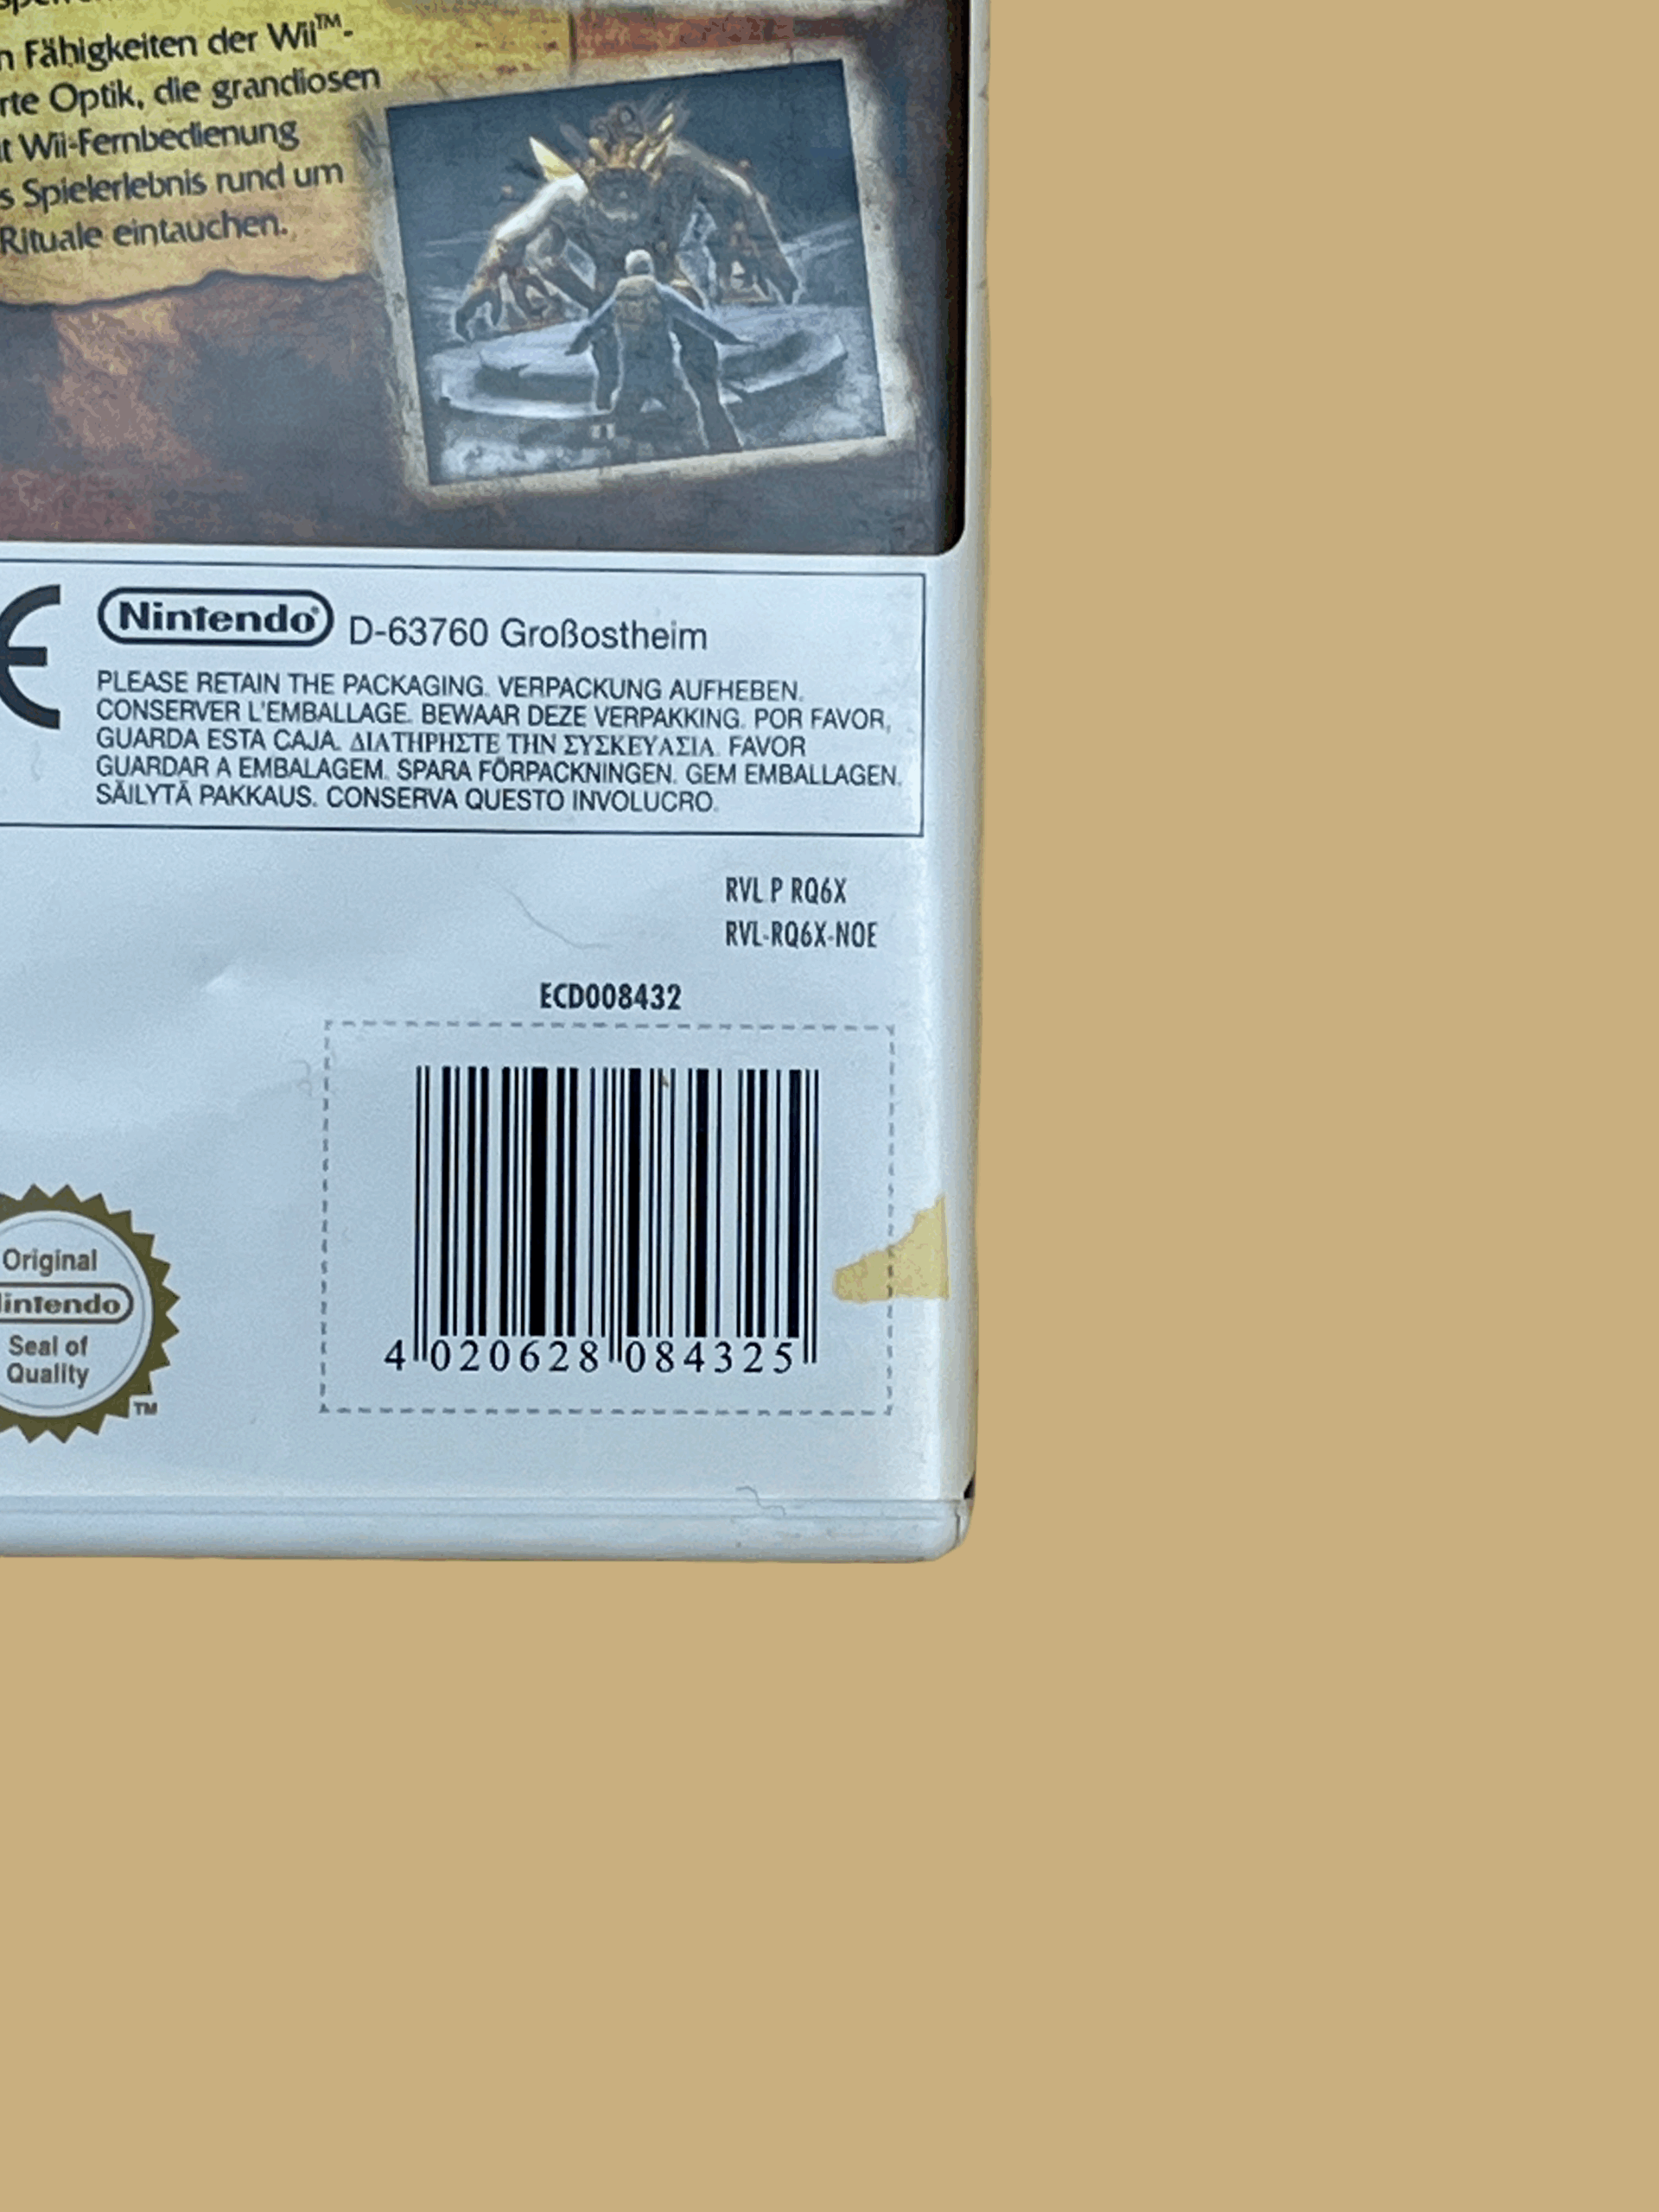 n Fähigkeiten der Wii™-
rte Optik, die grandiosen
t Wii-Fernbedienung
s Spielerlebnis rund um
Rituale eintauchen.
CE
Nintendo® D-63760 Großostheim
PLEASE RETAIN THE PACKAGING. VERPACKUNG AUFHEBEN.
CONSERVER L'EMBALLAGE. BEWAAR DEZE VERPAKKING. POR FAVOR,
GUARDA ESTA CAJA. ΔΙΑΤΗΡΗΣΤΕ ΤΗΝ ΣΥΣΚΕΥΑΣΙΑ. FAVOR
GUARDAR A EMBALAGEM. SPARA FÖRPACKNINGEN. GEM EMBALLAGEN.
SÄILYTÄ PAKKAUS. CONSERVA QUESTO INVOLUCRO.
RVL P RQ6X
RVL-RQ6X-NOE
ECD008432
4 020628 084325
Original
Nintendo
Seal of
Quality
TM